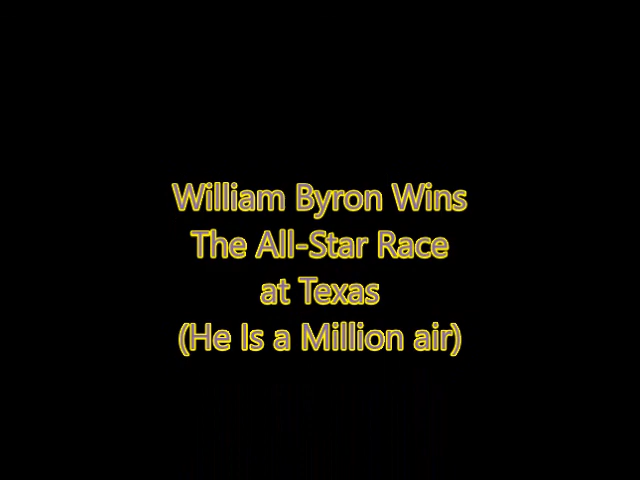 William Byron Wins
The All-Star Race
at Texas
(He Is a Million air)